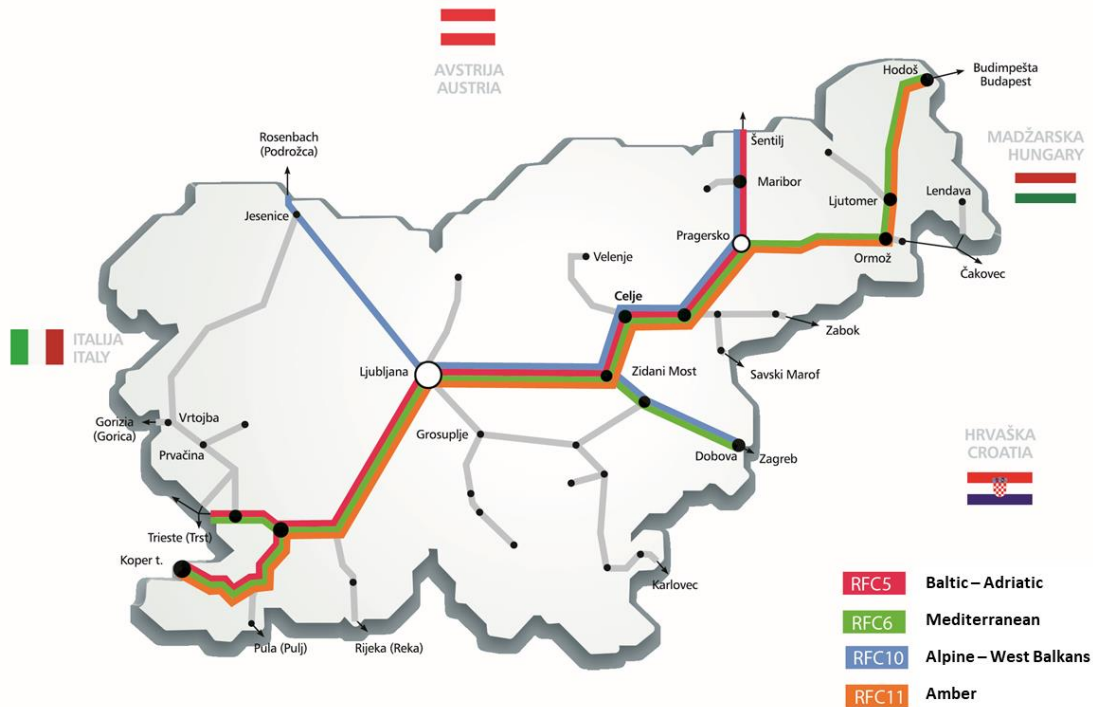 AVSTRIJA
AUSTRIA
Hodoš
Budimpešta
Budapest
Rosenbach
(Podrožca)
Šentilj
MADŽARSKA
HUNGARY
Maribor
Lendava
Ljutomer
Jesenice
Pragersko
Ormož
Velenje
Čakovec
Celje
Zabok
ITALIJA
ITALY
Ljubljana
Zidani Most
Savski Marof
Gorizia
(Gorica)
Vrtojba
Grosuplje
HRVAŠKA
CROATIA
Prvačina
Dobova
Zagreb
Trieste (Trst)
Koper t.
Karlovec
RFC5 Baltic – Adriatic
RFC6 Mediterranean
Pula (Pulj)
Rijeka (Reka)
RFC10 Alpine – West Balkans
RFC11 Amber